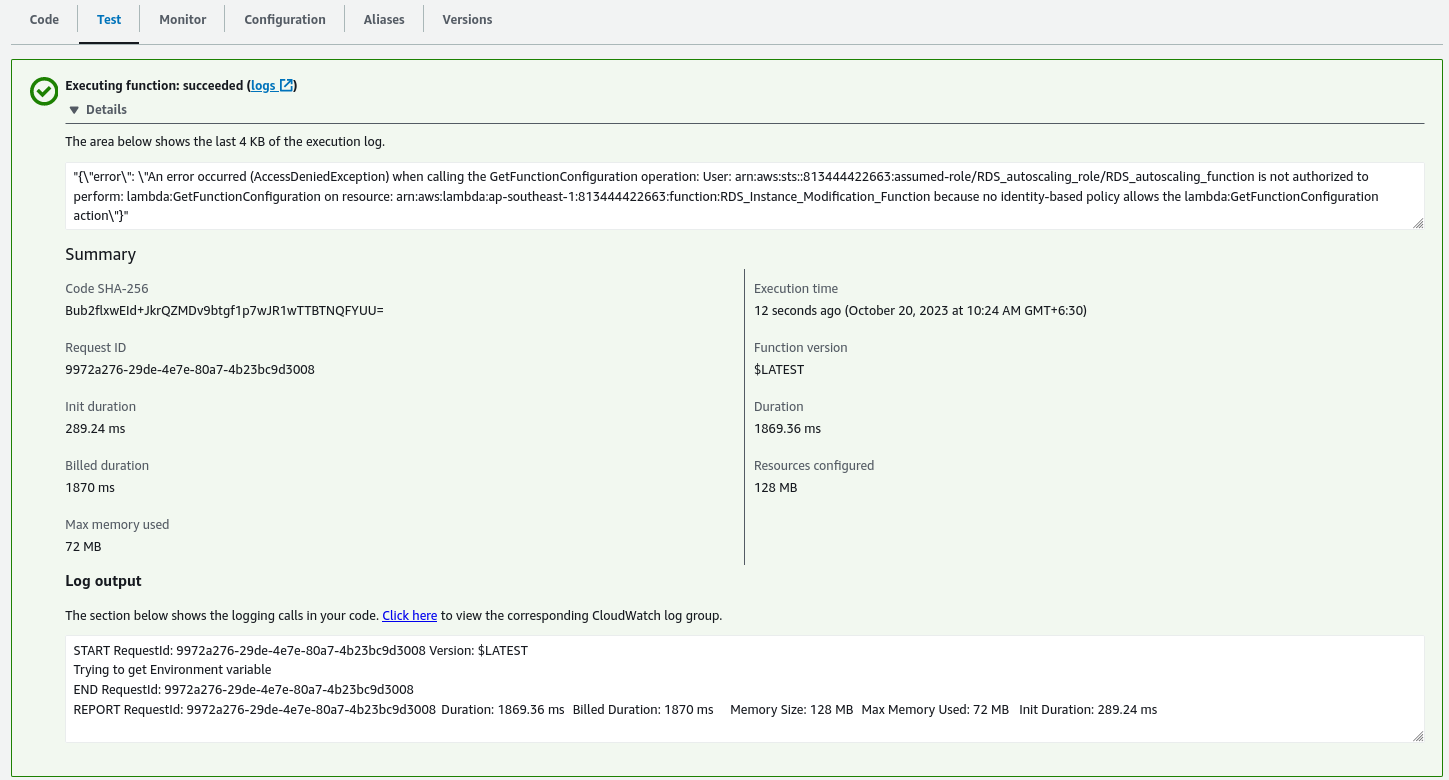 Code
Test
Monitor
Configuration
Aliases
Versions
Executing function: succeeded (logs)
Details
The area below shows the last 4 KB of the execution log.
"{\"error\": \"An error occurred (AccessDeniedException) when calling the GetFunctionConfiguration operation: User: arn:aws:sts::813444422663:assumed-role/RDS_autoscaling_role/RDS_autoscaling_function is not authorized to
perform: lambda:GetFunctionConfiguration on resource: arn:aws:lambda:ap-southeast-1:813444422663:function:RDS_Instance_Modification_Function because no identity-based policy allows the lambda:GetFunctionConfiguration
action\"}"
Summary
Code SHA-256
Bub2flxwEId+JkrQZMDv9btgf1p7wJR1wTTBTNQFYUU=
Execution time
12 seconds ago (October 20, 2023 at 10:24 AM GMT+6:30)
Request ID
9972a276-29de-4e7e-80a7-4b23bc9d3008
Function version
$LATEST
Init duration
289.24 ms
Duration
1869.36 ms
Billed duration
1870 ms
Resources configured
128 MB
Max memory used
72 MB
Log output
The section below shows the logging calls in your code. Click here to view the corresponding CloudWatch log group.
START RequestId: 9972a276-29de-4e7e-80a7-4b23bc9d3008 Version: $LATEST
Trying to get Environment variable
END RequestId: 9972a276-29de-4e7e-80a7-4b23bc9d3008
REPORT RequestId: 9972a276-29de-4e7e-80a7-4b23bc9d3008 Duration: 1869.36 ms Billed Duration: 1870 ms Memory Size: 128 MB Max Memory Used: 72 MB Init Duration: 289.24 ms